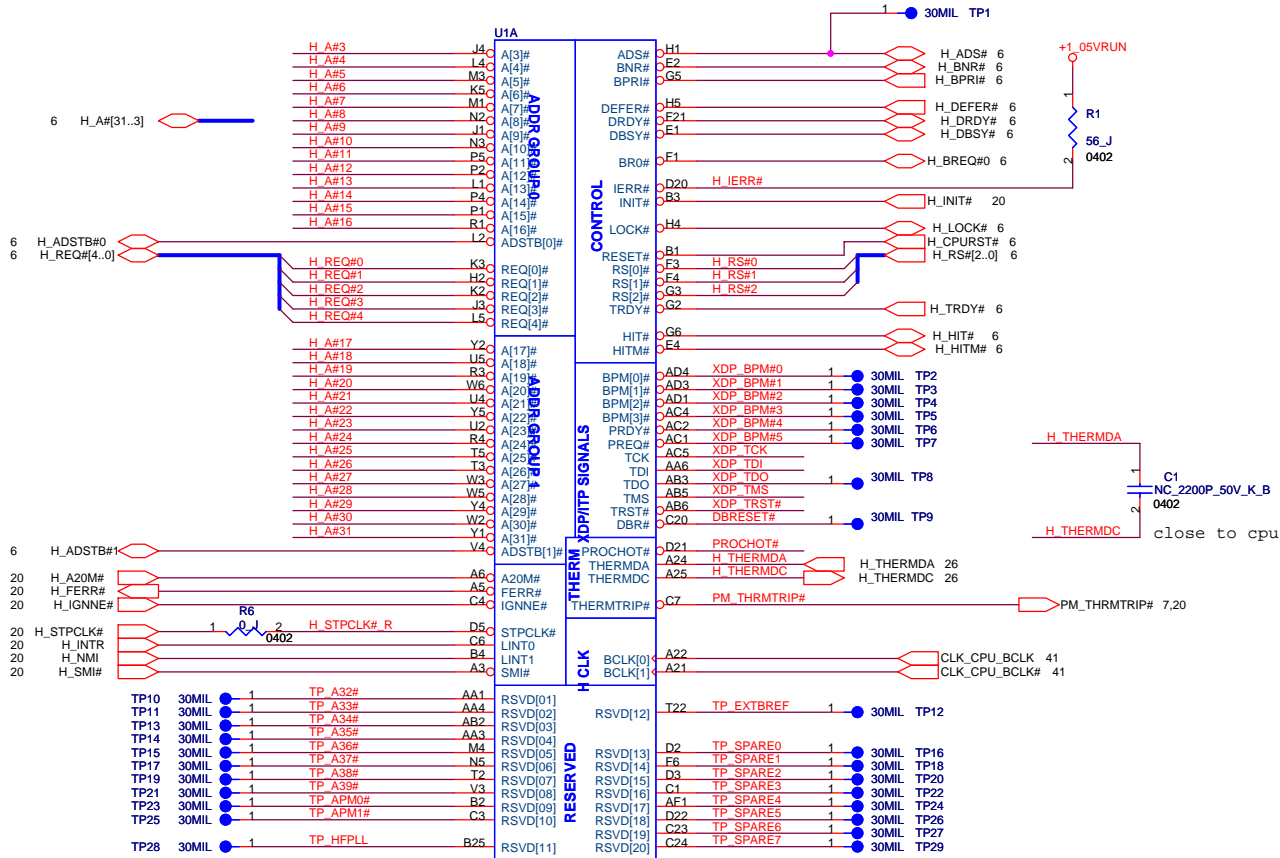 1 30MIL TP1
U1A
+1_05VRUN
H_A#3 J4 A[3]# ADS# H1 H_ADS# 6
H_A#4 L4 A[4]# BNR# E2 H_BNR# 6
H_A#5 M3 A[5]# BPRI# G5 H_BPRI# 6
H_A#6 K5 A[6]#
H_A#7 M1 A[7]# DEFER# H5 H_DEFER# 6
H_A#8 N2 A[8]# DRDY# F21 H_DRDY# 6
H_A#9 J1 A[9]# DBSY# E1 H_DBSY# 6
1 R1 56_J 0402 2
6 H_A#[31..3]
H_A#10 N3 A[10]#
H_A#11 P5 A[11]# BR0# F1 H_BREQ#0 6
H_A#12 P2 A[12]#
H_A#13 L1 A[13]# IERR# D20 H_IERR#
H_A#14 P4 A[14]# INIT# B3 H_INIT# 20
H_A#15 P1 A[15]#
H_A#16 R1 A[16]# LOCK# H4 H_LOCK# 6
6 H_ADSTB#0 L2 ADSTB[0]# H_CPURST# 6
6 H_REQ#[4..0] RESET# B1 H_RS#[2..0] 6
H_REQ#0 K3 REQ[0]# RS[0]# F3 H_RS#0
H_REQ#1 H2 REQ[1]# RS[1]# F4 H_RS#1
H_REQ#2 K2 REQ[2]# RS[2]# G3 H_RS#2
H_REQ#3 J3 REQ[3]# TRDY# G2 H_TRDY# 6
H_REQ#4 L5 REQ[4]#
ADDR GROUP 0
CONTROL
HIT# G6 H_HIT# 6
H_A#17 Y2 A[17]# HITM# E4 H_HITM# 6
H_A#18 U5 A[18]#
H_A#19 R3 A[19]# BPM[0]# AD4 XDP_BPM#0 1 30MIL TP2
H_A#20 W6 A[20]# BPM[1]# AD3 XDP_BPM#1 1 30MIL TP3
H_A#21 U4 A[21]# BPM[2]# AD1 XDP_BPM#2 1 30MIL TP4
H_A#22 Y5 A[22]# BPM[3]# AC4 XDP_BPM#3 1 30MIL TP5
H_A#23 U2 A[23]# PRDY# AC2 XDP_BPM#4 1 30MIL TP6
H_A#24 R4 A[24]# PREQ# AC1 XDP_BPM#5 1 30MIL TP7
H_A#25 T5 A[25]# TCK AC5 XDP_TCK
H_A#26 T3 A[26]# TDI AA6 XDP_TDI
H_A#27 W3 A[27]# TDO AB3 XDP_TDO 1 30MIL TP8
H_A#28 W5 A[28]# TMS AB5 XDP_TMS
H_A#29 Y4 A[29]# TRST# AB6 XDP_TRST#
H_A#30 W2 A[30]# DBR# C20 DBRESET# 1 30MIL TP9
H_A#31 Y1 A[31]#
ADDR GROUP 1
XDP/ITP SIGNALS
H_THERMDA
1 C1
NC_2200P_50V_K_B
0402
2
H_THERMDC close to cpu
6 H_ADSTB#1 V4 ADSTB[1]# PROCHOT# D21 PROCHOT#
THERMDA A24 H_THERMDA H_THERMDA 26
20 H_A20M# A6 A20M# THERMDC A25 H_THERMDC H_THERMDC 26
20 H_FERR# A5 FERR#
20 H_IGNNE# C4 IGNNE# THERMTRIP# C7 PM_THRMTRIP# PM_THRMTRIP# 7,20
THERM
20 H_STPCLK# 1 R6 0_J 2 0402 H_STPCLK#_R D5 STPCLK#
20 H_INTR C6 LINT0
20 H_NMI B4 LINT1 BCLK[0] A22 CLK_CPU_BCLK 41
20 H_SMI# A3 SMI# BCLK[1] A21 CLK_CPU_BCLK# 41
H CLK
TP10 30MIL 1 TP_A32# AA1 RSVD[01]
TP11 30MIL 1 TP_A33# AA4 RSVD[02] RSVD[12] T22 TP_EXTBREF 1 30MIL TP12
TP13 30MIL 1 TP_A34# AB2 RSVD[03]
TP14 30MIL 1 TP_A35# AA3 RSVD[04]
TP15 30MIL 1 TP_A36# M4 RSVD[05] RSVD[13] D2 TP_SPARE0 1 30MIL TP16
TP17 30MIL 1 TP_A37# N5 RSVD[06] RSVD[14] F6 TP_SPARE1 1 30MIL TP18
TP19 30MIL 1 TP_A38# T2 RSVD[07] RSVD[15] D3 TP_SPARE2 1 30MIL TP20
TP21 30MIL 1 TP_A39# V3 RSVD[08] RSVD[16] C1 TP_SPARE3 1 30MIL TP22
TP23 30MIL 1 TP_APM0# B2 RSVD[09] RSVD[17] AF1 TP_SPARE4 1 30MIL TP24
TP25 30MIL 1 TP_APM1# C3 RSVD[10] RSVD[18] D22 TP_SPARE5 1 30MIL TP26
RSVD[19] C23 TP_SPARE6 1 30MIL TP27
TP28 30MIL 1 TP_HFPLL B25 RSVD[11] RSVD[20] C24 TP_SPARE7 1 30MIL TP29
RESERVED